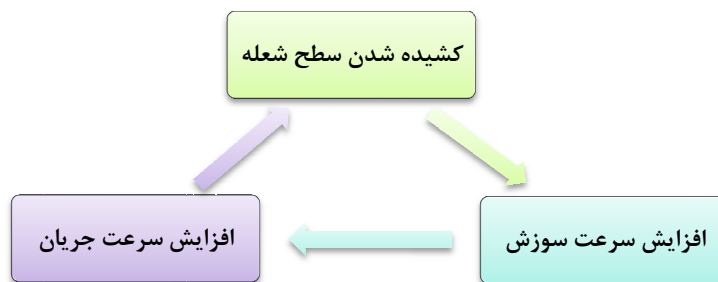 کشیده شدن سطح شعله
افزایش سرعت سوزش
افزایش سرعت جریان